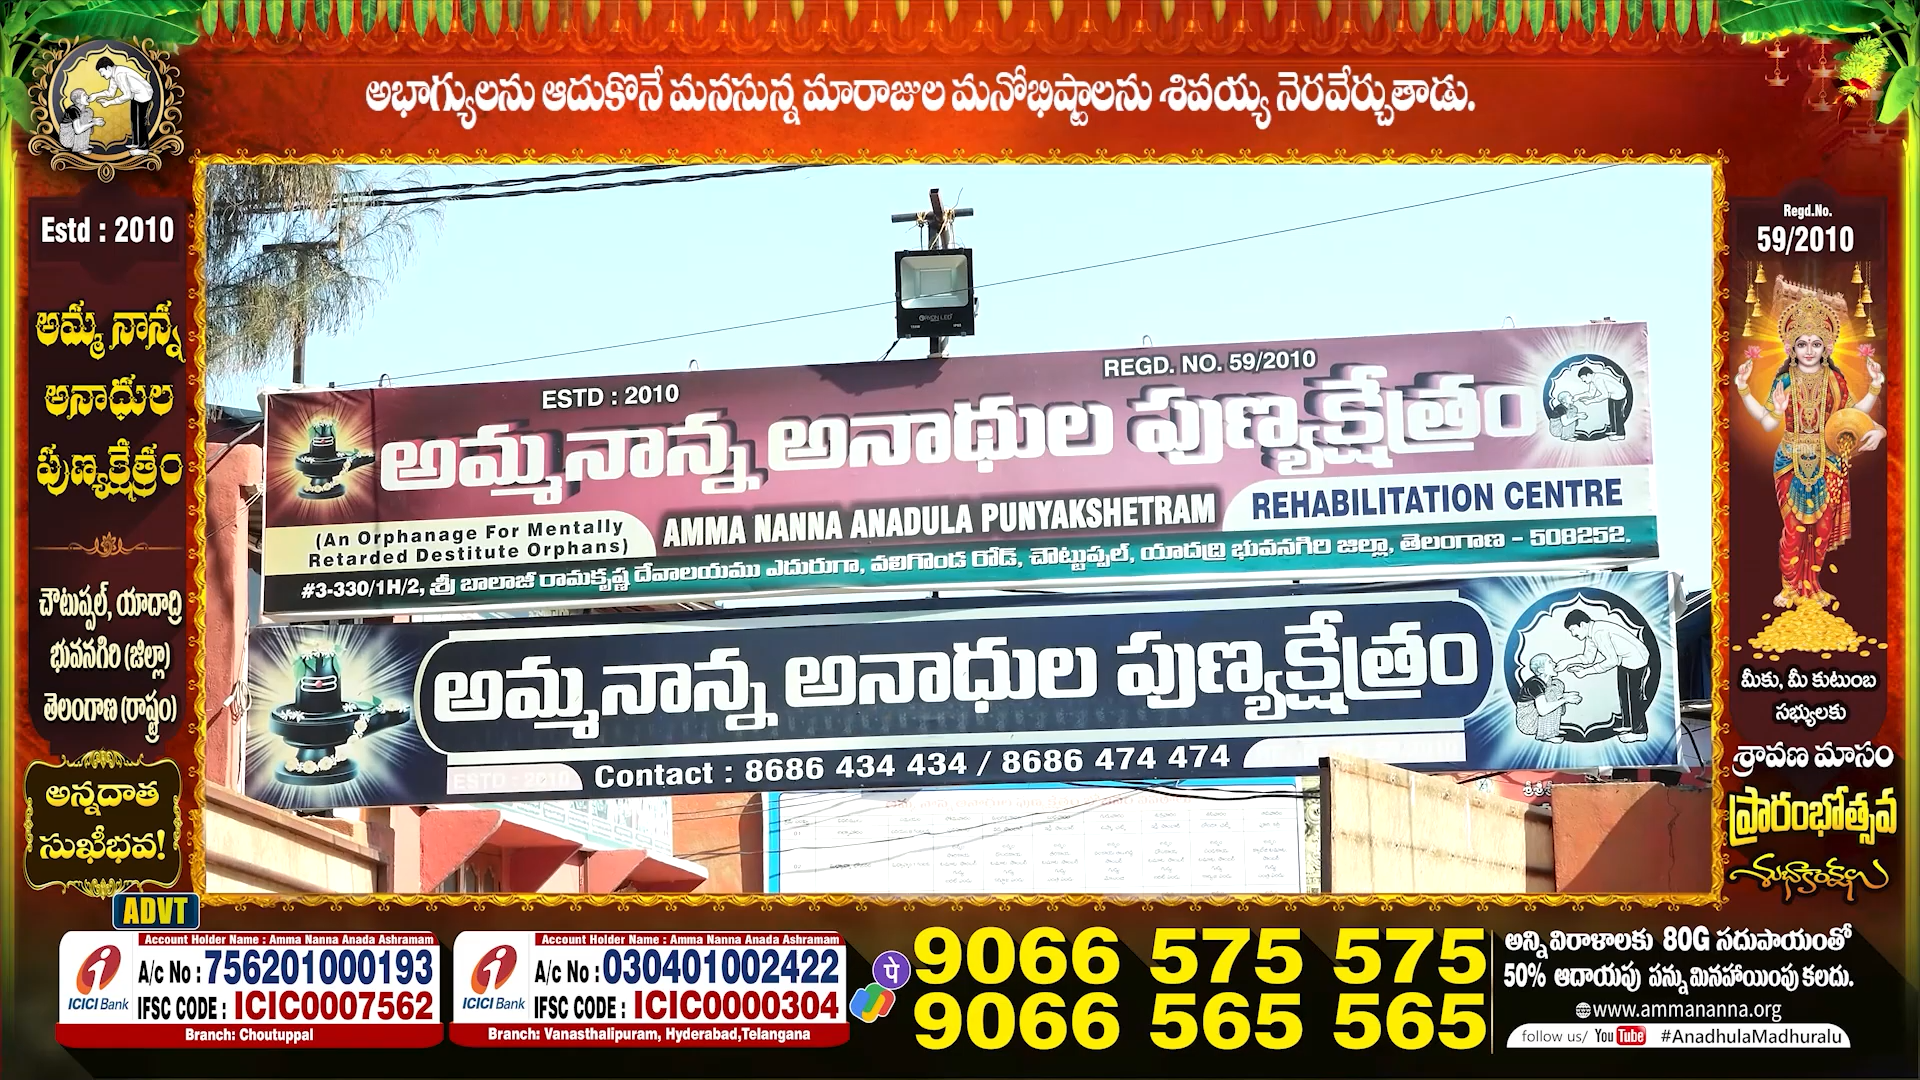 అభాగ్యులను ఆదుకొనే మనసున్న మారాజుల మనోభిష్టాలను శివయ్య నెరవేర్చుతాడు.
Estd : 2010
అమ్మ నాన్న
అనాథుల
పుణ్యక్షేత్రం
చౌటుప్పల్, యాదాద్రి
భువనగిరి (జిల్లా)
తెలంగాణ (రాష్ట్రం)
అన్నదాత
సుఖీభవ!
ESTD : 2010
REGD. NO. 59/2010
అమ్మనాన్న అనాథుల పుణ్యక్షేత్రం
(An Orphanage For Mentally
Retarded Destitute Orphans)
AMMA NANNA ANADULA PUNYAKSHETRAM
REHABILITATION CENTRE
#3-330/1H/2, శ్రీ బాలాజీ రామకృష్ణ దేవాలయము ఎదురుగా, వలిగొండ రోడ్, చౌట్టుప్పల్, యాదాద్రి భువనగిరి జిల్లా, తెలంగాణ - 508252.
అమ్మనాన్న అనాధుల పుణ్యక్షేత్రం
ESTD - 2010
Contact : 8686 434 434 / 8686 474 474
Regd.No.
59/2010
మీకు, మీ కుటుంబ
సభ్యులకు
శ్రావణ మాసం
ప్రారంభోత్సవ
శుభాకాంక్షలు
ADVT
Account Holder Name : Amma Nanna Anada Ashramam
ICICI Bank
A/c No : 756201000193
IFSC CODE : ICIC0007562
Branch: Choutuppal
Account Holder Name : Amma Nanna Anada Ashramam
ICICI Bank
A/c No : 030401002422
IFSC CODE : ICIC0000304
Branch: Vanasthalipuram, Hyderabad,Telangana
पे
9066 575 575
9066 565 565
అన్ని విరాళాలకు 80G సదుపాయంతో
50% ఆదాయపు పన్ను మినహాయింపు కలదు.
www.ammananna.org
follow us/ YouTube #AnadhulaMadhuralu